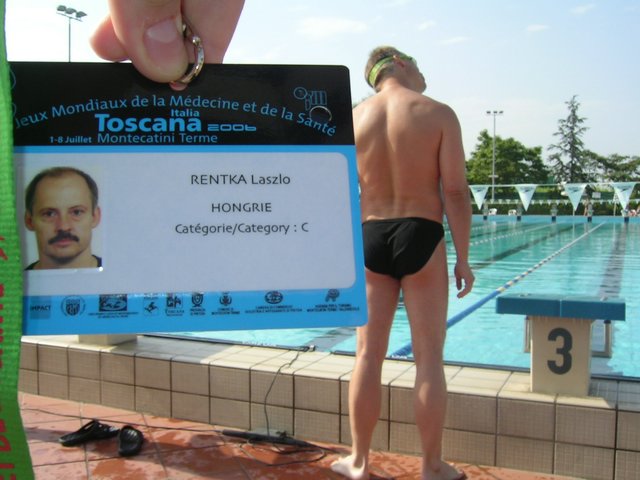 Jeux Mondiaux de la Médecine et de la Santé
Italia
Toscana 2006
1-8 Juillet Montecatini Terme
RENTKA Laszlo
HONGRIE
Catégorie/Category : C
IMPACT
3